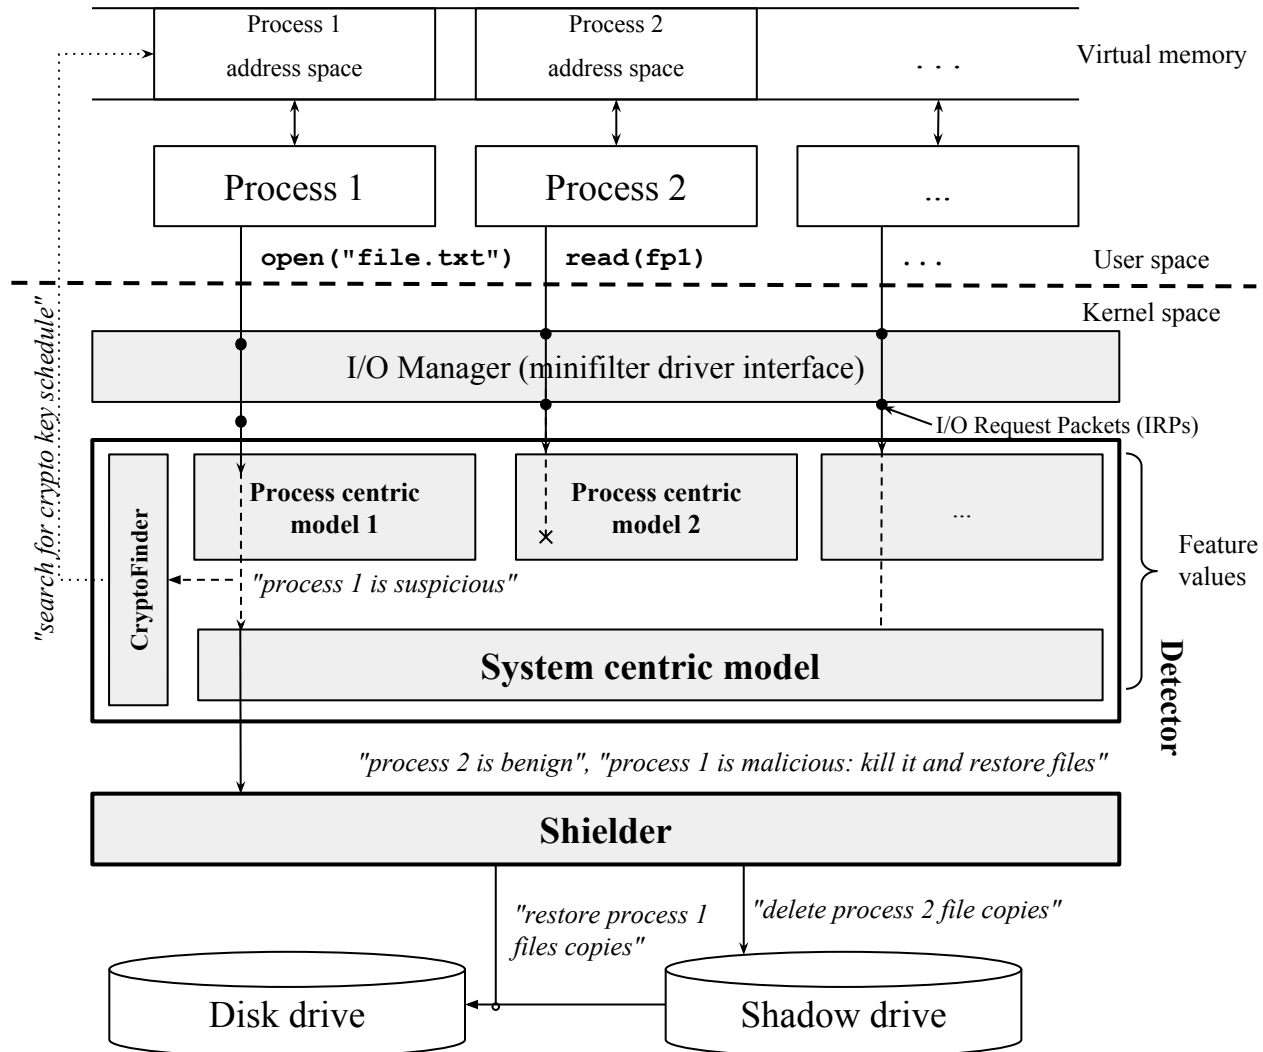 Process 1
address space
Process 2
address space
. . .
Virtual memory
Process 1
Process 2
...
open("file.txt")
read(fp1)
...
User space
Kernel space
I/O Manager (minifilter driver interface)
I/O Request Packets (IRPs)
"search for crypto key schedule"
CryptoFinder
Process centric
model 1
Process centric
model 2
...
Feature
values
"process 1 is suspicious"
System centric model
Detector
"process 2 is benign", "process 1 is malicious: kill it and restore files"
Shielder
"restore process 1
files copies"
"delete process 2 file copies"
Disk drive
Shadow drive